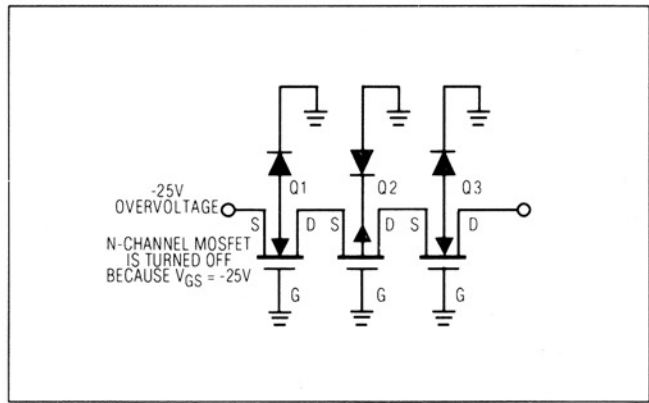 Q1 Q2 Q3
-25V
OVERVOLTAGE
S D S D S D
N-CHANNEL MOSFET
IS TURNED OFF
BECAUSE VGS = -25V
G G G